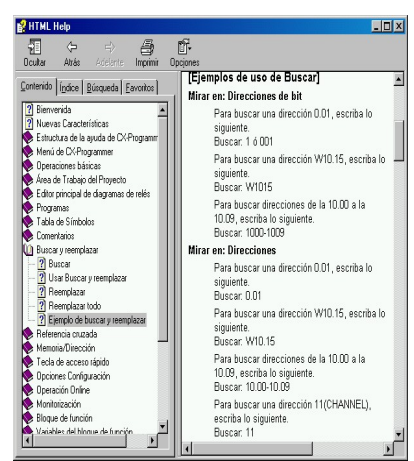 HTML Help
Ocultar Atrás Adelante Imprimir Opciones
Contenido Índice Búsqueda Favoritos
Bienvenida
Nuevas Características
Estructura de la ayuda de CX-Programm
Menú de CX-Programmer
Operaciones básicas
Área de Trabajo del Proyecto
Editor principal de diagramas de relés
Programas
Tabla de Símbolos
Comentarios
Buscar y reemplazar
Buscar
Usar Buscar y reemplazar
Reemplazar
Reemplazar todo
Ejemplo de buscar y reemplazar
Referencia cruzada
Memoria/Dirección
Tecla de acceso rápido
Opciones Configuración
Operación Online
Monitorización
Bloque de función
Variables del bloque de función
[Ejemplos de uso de Buscar]
Mirar en: Direcciones de bit
Para buscar una dirección 0.01, escriba lo
siguiente.
Buscar: 1 ó 001
Para buscar una dirección W10.15, escriba lo
siguiente.
Buscar: W1015
Para buscar direcciones de la 10.00 a la
10.09, escriba lo siguiente.
Buscar: 1000-1009
Mirar en: Direcciones
Para buscar una dirección 0.01, escriba lo
siguiente.
Buscar: 0.01
Para buscar una dirección W10.15, escriba lo
siguiente.
Buscar: W10.15
Para buscar direcciones de la 10.00 a la
10.09, escriba lo siguiente.
Buscar: 10.00-10.09
Para buscar una dirección 11(CHANNEL),
escriba lo siguiente.
Buscar: 11